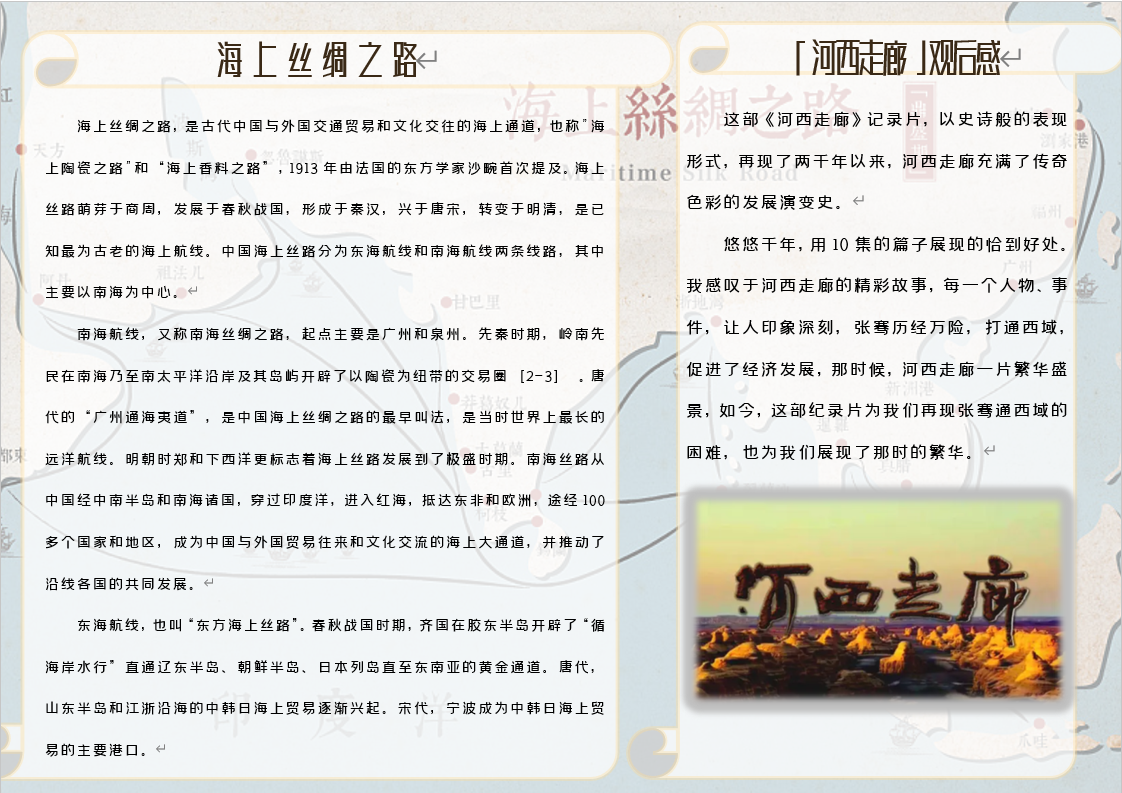 海上丝绸之路
海上丝绸之路，是古代中国与外国交通贸易和文化交往的海上通道，也称"海
上陶瓷之路"和“海上香料之路”，1913年由法国的东方学家沙畹首次提及。海上
丝路萌芽于商周，发展于春秋战国，形成于秦汉，兴于唐宋，转变于明清，是已
知最为古老的海上航线。中国海上丝路分为东海航线和南海航线两条线路，其中
主要以南海为中心。
南海航线，又称南海丝绸之路，起点主要是广州和泉州。先秦时期，岭南先
民在南海乃至南太平洋沿岸及其岛屿开辟了以陶瓷为纽带的交易圈 [2-3] 。唐
代的“广州通海夷道”，是中国海上丝绸之路的最早叫法，是当时世界上最长的
远洋航线。明朝时郑和下西洋更标志着海上丝路发展到了极盛时期。南海丝路从
中国经中南半岛和南海诸国，穿过印度洋，进入红海，抵达东非和欧洲，途经100
多个国家和地区，成为中国与外国贸易往来和文化交流的海上大通道，并推动了
沿线各国的共同发展。
东海航线，也叫“东方海上丝路”。春秋战国时期，齐国在胶东半岛开辟了“循
海岸水行”直通辽东半岛、朝鲜半岛、日本列岛直至东南亚的黄金通道。唐代，
山东半岛和江浙沿海的中韩日海上贸易逐渐兴起。宋代，宁波成为中韩日海上贸
易的主要港口。
「河西走廊」观后感
这部《河西走廊》记录片，以史诗般的表现
形式，再现了两千年以来，河西走廊充满了传奇
色彩的发展演变史。
悠悠千年，用10集的篇子展现的恰到好处。
我感叹于河西走廊的精彩故事，每一个人物、事
件，让人印象深刻，张骞历经万险，打通西域，
促进了经济发展，那时候，河西走廊一片繁华盛
景，如今，这部纪录片为我们再现张骞通西域的
困难，也为我们展现了那时的繁华。
河西走廊
海上絲綢之路
Maritime Silk Road
天方
祖法儿
甘巴里
新洲港
福州
广州
爪哇
印度洋